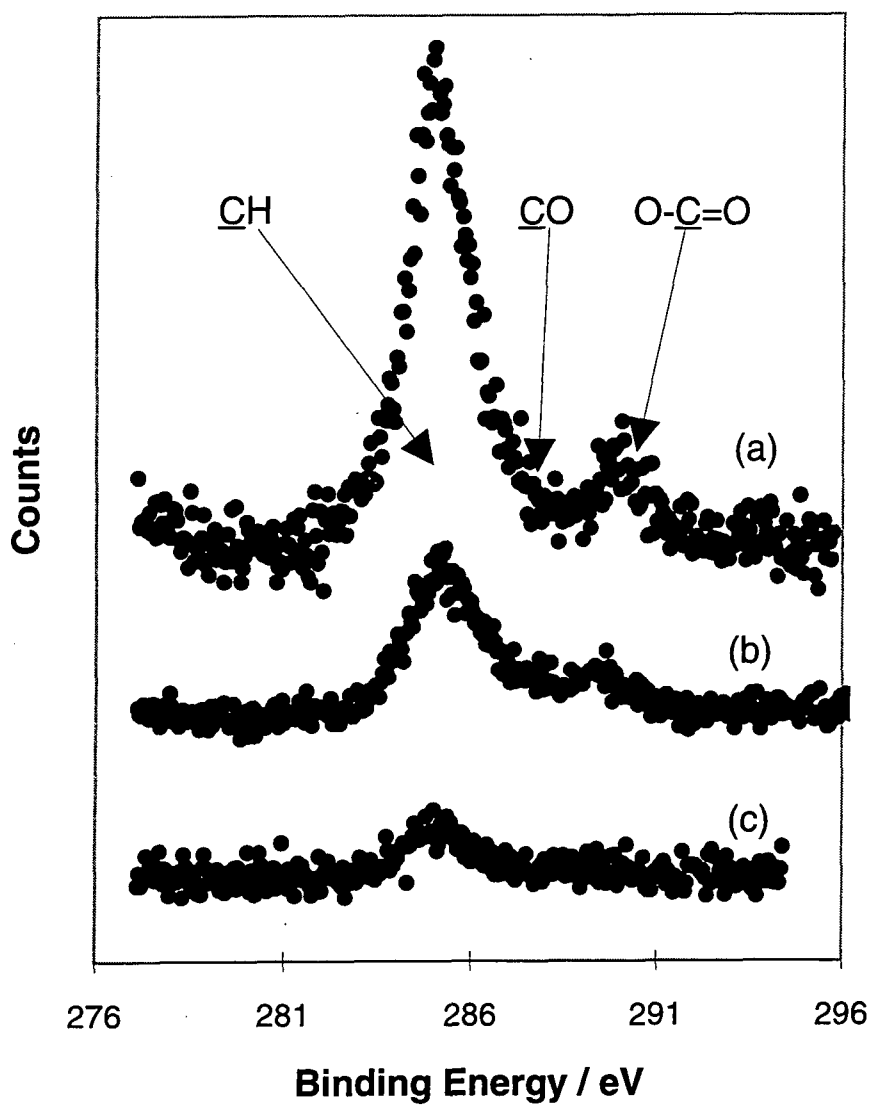 CH
CO
O-C=O
(a)
(b)
(c)
Counts
276
281
286
291
296
Binding Energy / eV